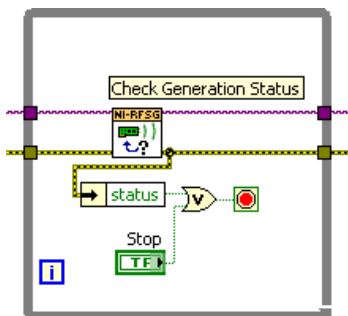 Check Generation Status
NI-RFSG
?
status
V
Stop
TF
i